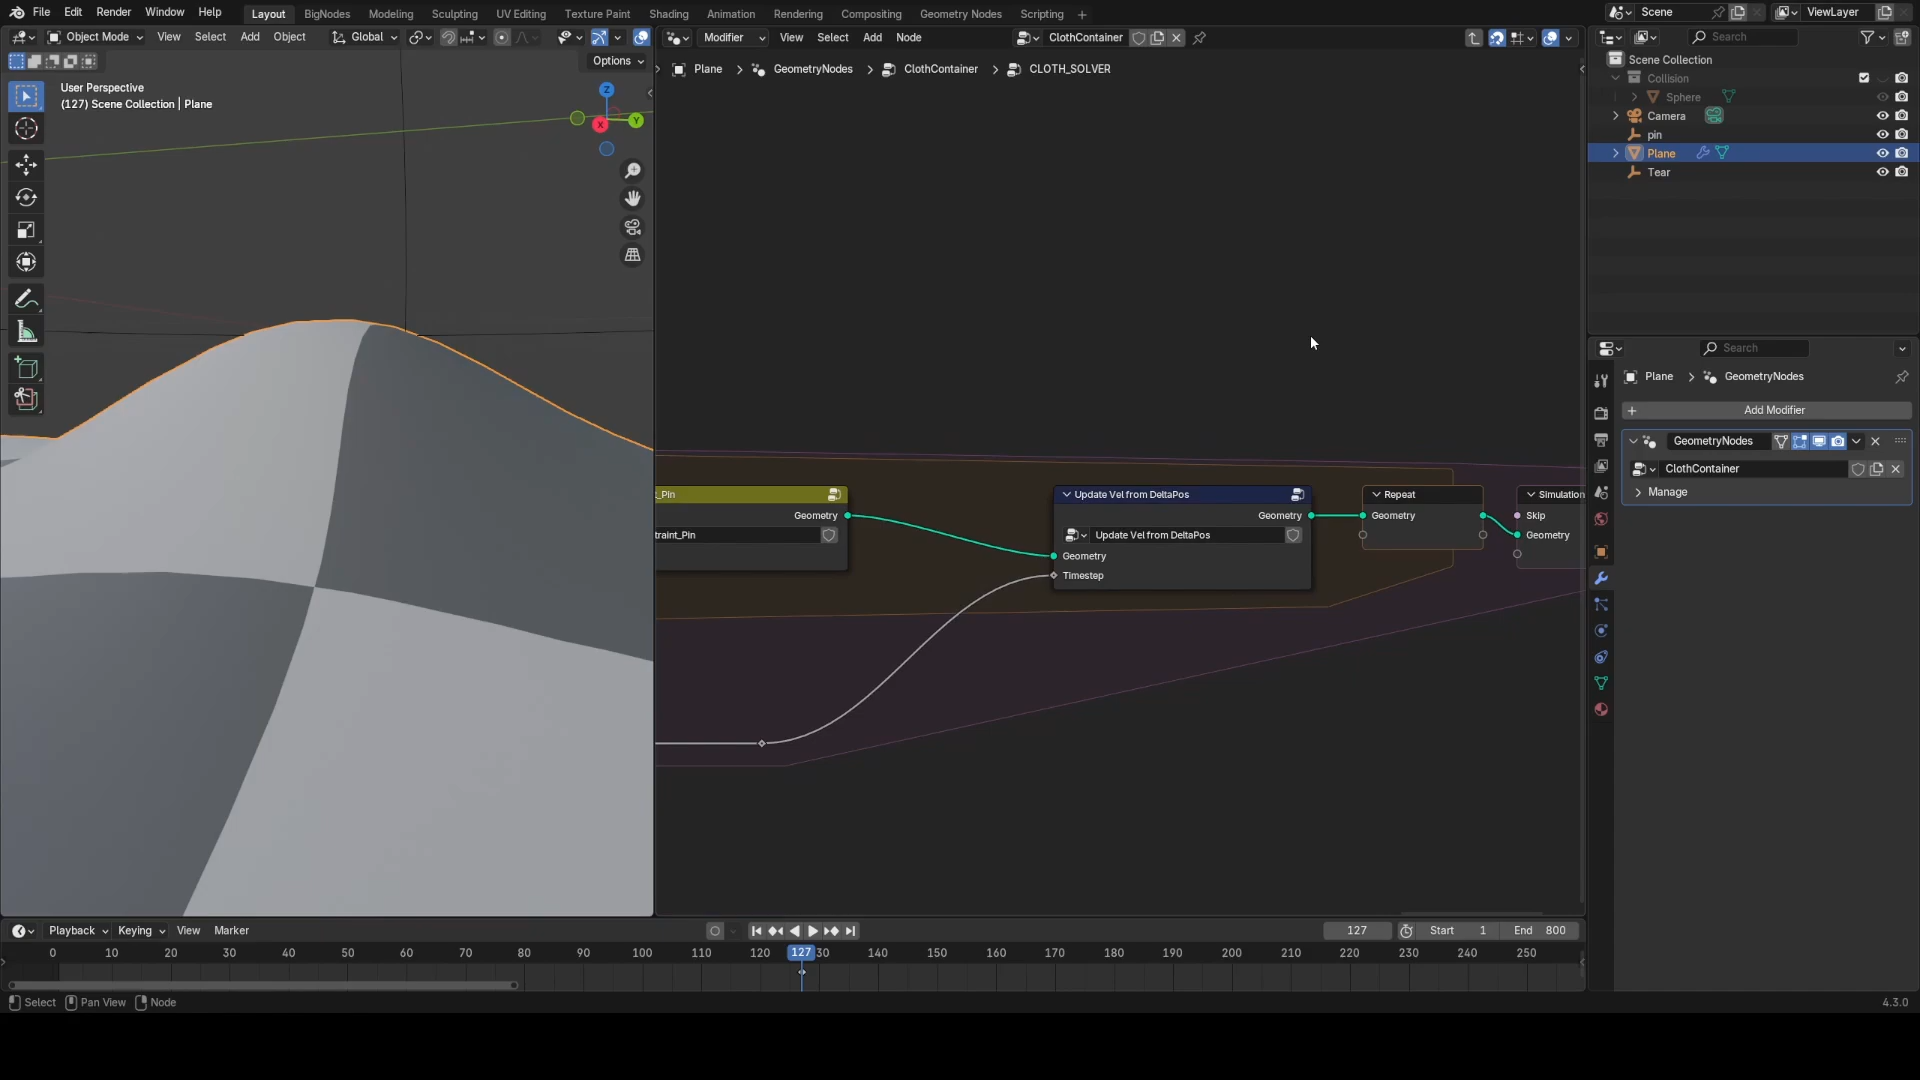 File Edit Render Window Help Layout BigNodes Modeling Sculpting UV Editing Texture Paint Shading Animation Rendering Compositing Geometry Nodes Scripting + Scene ViewLayer
Object Mode View Select Add Object Global Modifier View Select Add Node ClothContainer Search
Options
Plane > GeometryNodes > ClothContainer > CLOTH_SOLVER
User Perspective
(127) Scene Collection | Plane
Z
X
Y
Scene Collection
Collision
Sphere
Camera
pin
Plane
Tear
Search
Plane > GeometryNodes
+ Add Modifier
GeometryNodes
ClothContainer
Manage
_Pin
Geometry
traint_Pin
Update Vel from DeltaPos
Geometry
Update Vel from DeltaPos
Geometry
Timestep
Repeat
Geometry
Simulation
Skip
Geometry
Playback Keying View Marker 127 Start 1 End 800
0 10 20 30 40 50 60 70 80 90 100 110 120 127 30 140 150 160 170 180 190 200 210 220 230 240 250
Select Pan View Node 4.3.0